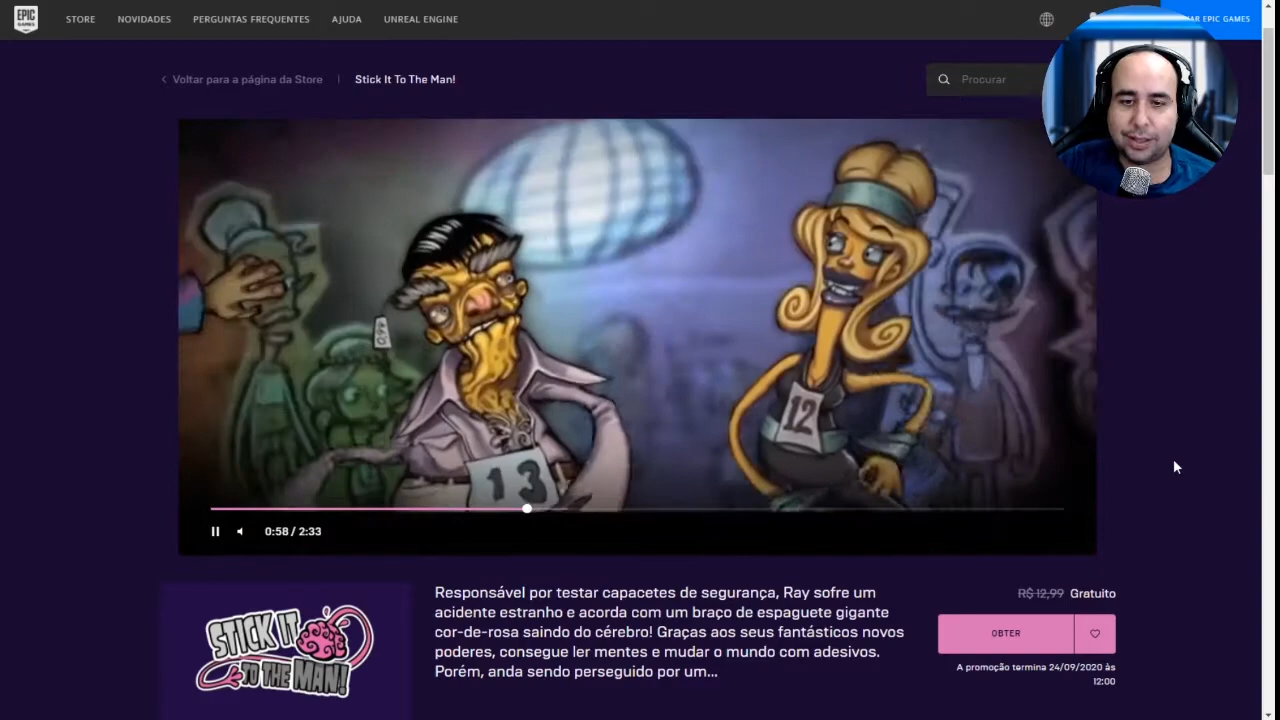 EPIC GAMES
STORE NOVIDADES PERGUNTAS FREQUENTES AJUDA UNREAL ENGINE
EPIC GAMES
Voltar para a página da Store | Stick It To The Man!
Procurar
12
13
0:58 / 2:33
STICK IT TO THE MAN!
Responsável por testar capacetes de segurança, Ray sofre um
acidente estranho e acorda com um braço de espaguete gigante
cor-de-rosa saindo do cérebro! Graças aos seus fantásticos novos
poderes, consegue ler mentes e mudar o mundo com adesivos.
Porém, anda sendo perseguido por um...
R$ 12,99 Gratuito
OBTER
A promoção termina 24/09/2020 às
12:00